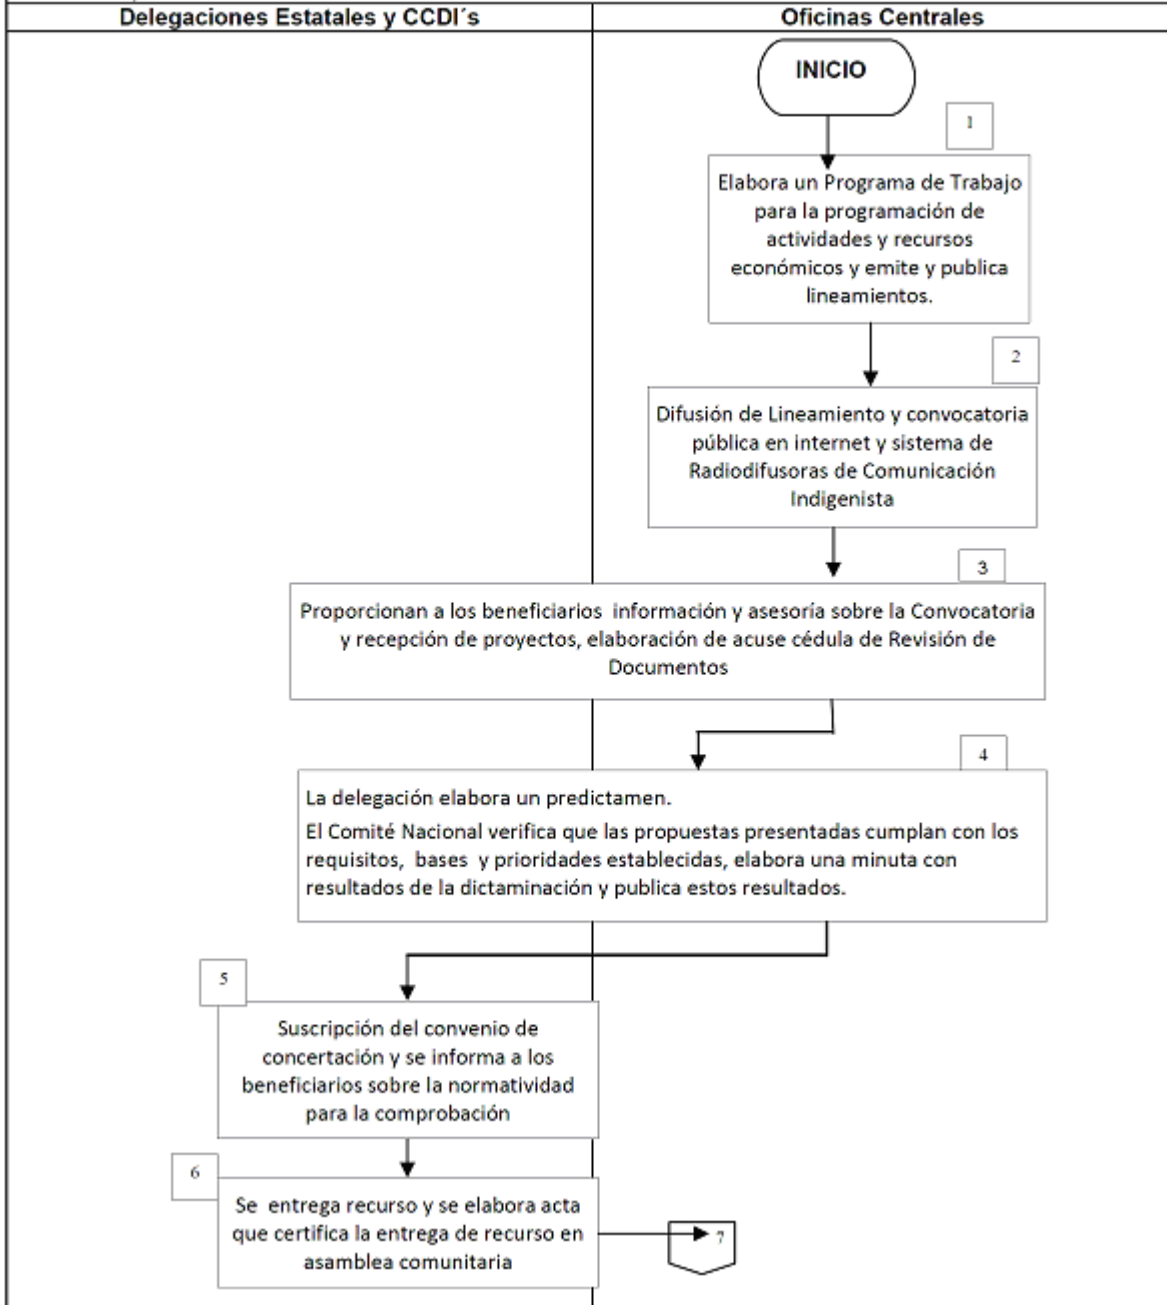 Delegaciones Estatales y CCDI´s
Oficinas Centrales
INICIO
1
Elabora un Programa de Trabajo
para la programación de
actividades y recursos
económicos y emite y publica
lineamientos.
2
Difusión de Lineamiento y convocatoria
pública en internet y sistema de
Radiodifusoras de Comunicación
Indigenista
3
Proporcionan a los beneficiarios información y asesoría sobre la Convocatoria
y recepción de proyectos, elaboración de acuse cédula de Revisión de
Documentos
4
La delegación elabora un predictamen.
El Comité Nacional verifica que las propuestas presentadas cumplan con los
requisitos, bases y prioridades establecidas, elabora una minuta con
resultados de la dictaminación y publica estos resultados.
5
Suscripción del convenio de
concertación y se informa a los
beneficiarios sobre la normatividad
para la comprobación
6
Se entrega recurso y se elabora acta
que certifica la entrega de recurso en
asamblea comunitaria
7